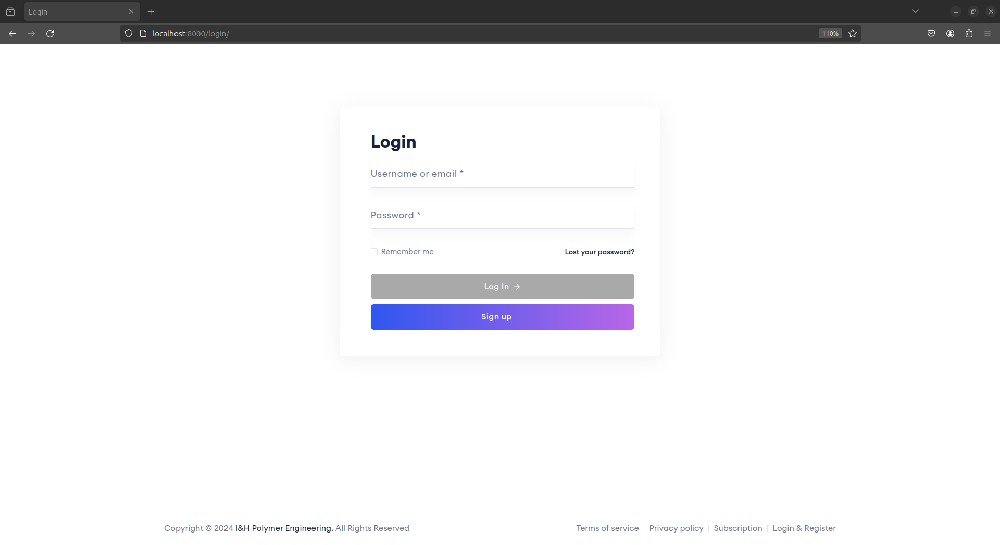 Login
localhost:8000/login/
110%
Login
Username or email *
Password *
Remember me
Lost your password?
Log In →
Sign up
Copyright © 2024 I&H Polymer Engineering. All Rights Reserved
Terms of service
Privacy policy
Subscription
Login & Register